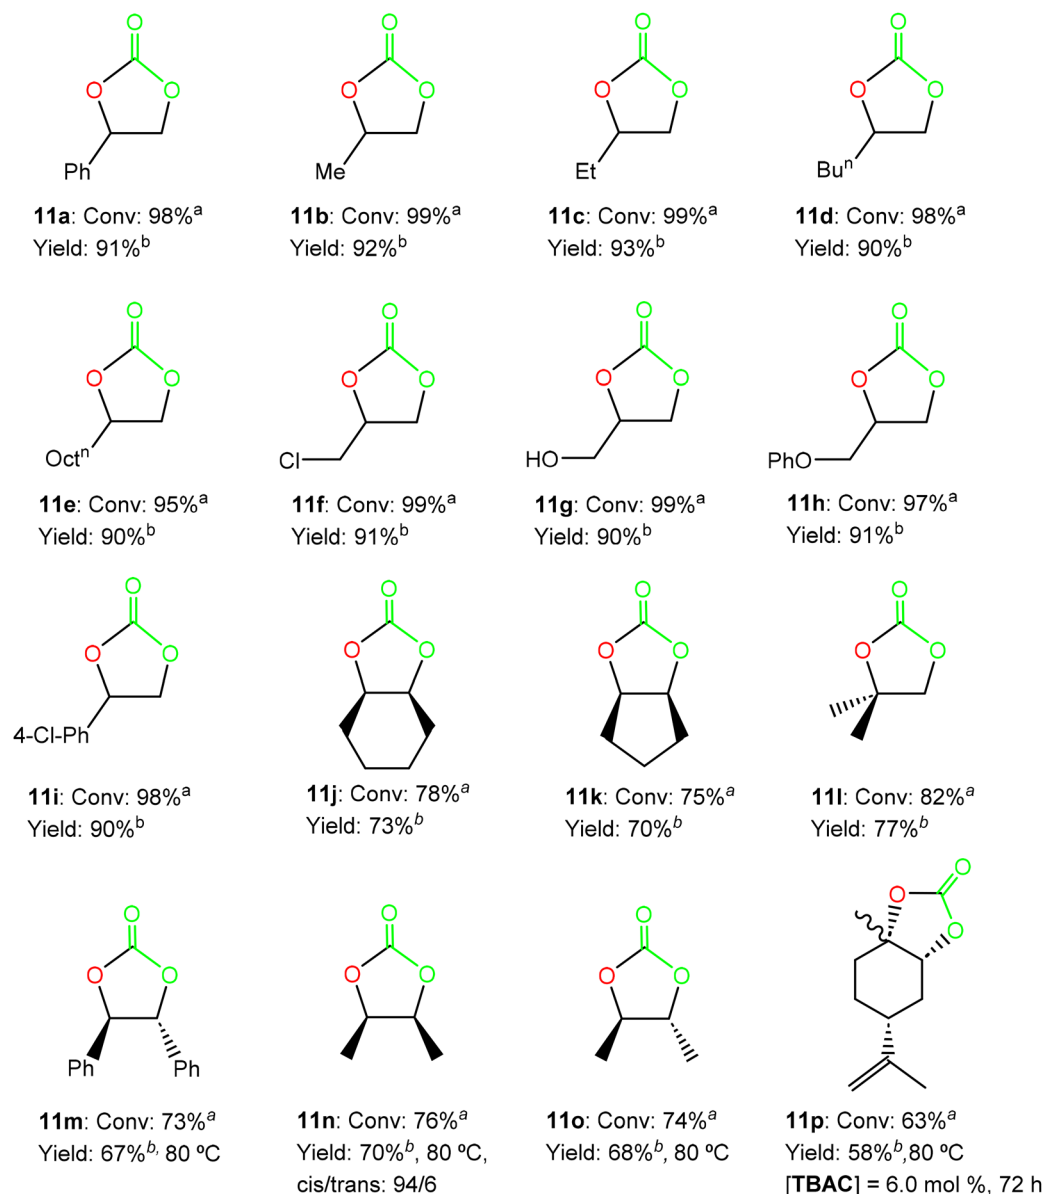 O
O O
Ph
11a: Conv: 98%a
Yield: 91%b
O
O O
Me
11b: Conv: 99%a
Yield: 92%b
O
O O
Et
11c: Conv: 99%a
Yield: 93%b
O
O O
Buⁿ
11d: Conv: 98%a
Yield: 90%b
O
O O
Octⁿ
11e: Conv: 95%a
Yield: 90%b
O
O O
Cl
11f: Conv: 99%a
Yield: 91%b
O
O O
HO
11g: Conv: 99%a
Yield: 90%b
O
O O
PhO
11h: Conv: 97%a
Yield: 91%b
O
O O
4-Cl-Ph
11i: Conv: 98%a
Yield: 90%b
O
O O
11j: Conv: 78%a
Yield: 73%b
O
O O
11k: Conv: 75%a
Yield: 70%b
O
O O
11l: Conv: 82%a
Yield: 77%b
O
O O
Ph Ph
11m: Conv: 73%a
Yield: 67%b, 80 ºC
O
O O
11n: Conv: 76%a
Yield: 70%b, 80 ºC,
cis/trans: 94/6
O
O O
11o: Conv: 74%a
Yield: 68%b, 80 ºC
O
O
O
11p: Conv: 63%a
Yield: 58%b,80 ºC
[TBAC] = 6.0 mol %, 72 h